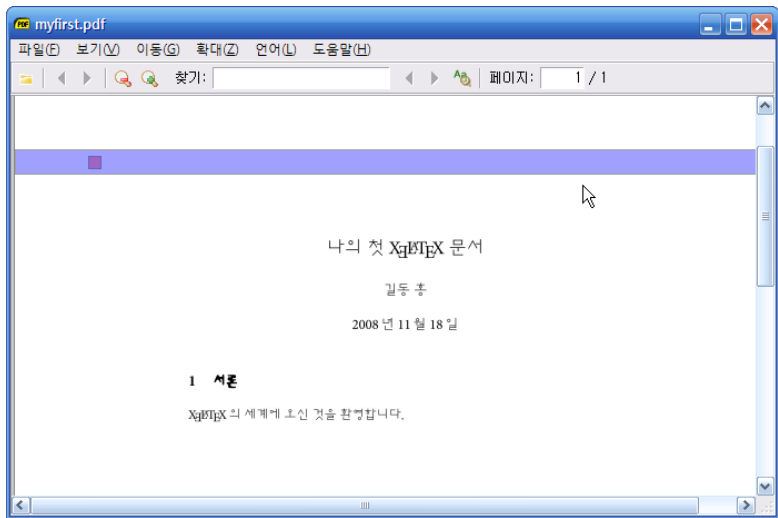 myfirst.pdf
파일(F) 보기(V) 이동(G) 확대(Z) 언어(L) 도움말(H)
찾기: 페이지: 1 / 1
나의 첫 XƎLATEX 문서
길동 홍
2008 년 11 월 18 일
1 서론
XƎLATEX 의 세계에 오신 것을 환영합니다.